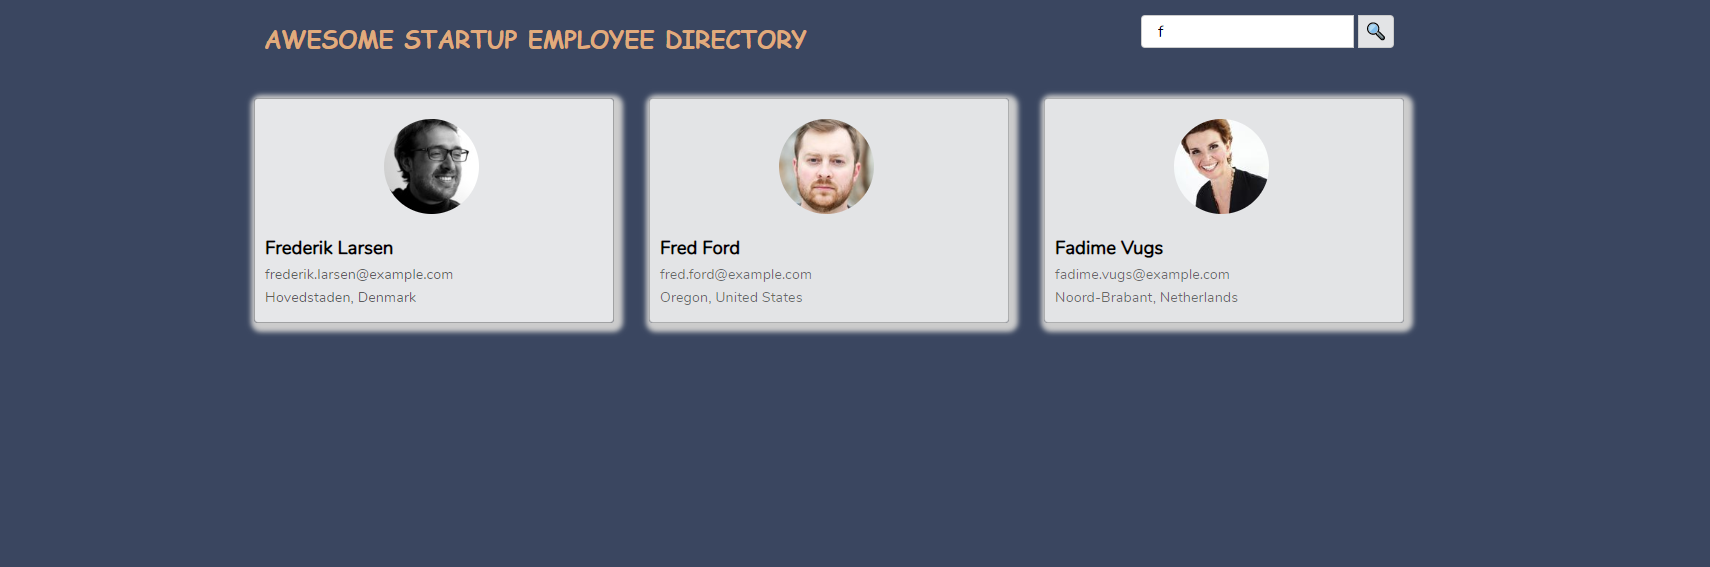 AWESOME STARTUP EMPLOYEE DIRECTORY
f
Frederik Larsen
frederik.larsen@example.com
Hovedstaden, Denmark
Fred Ford
fred.ford@example.com
Oregon, United States
Fadime Vugs
fadime.vugs@example.com
Noord-Brabant, Netherlands